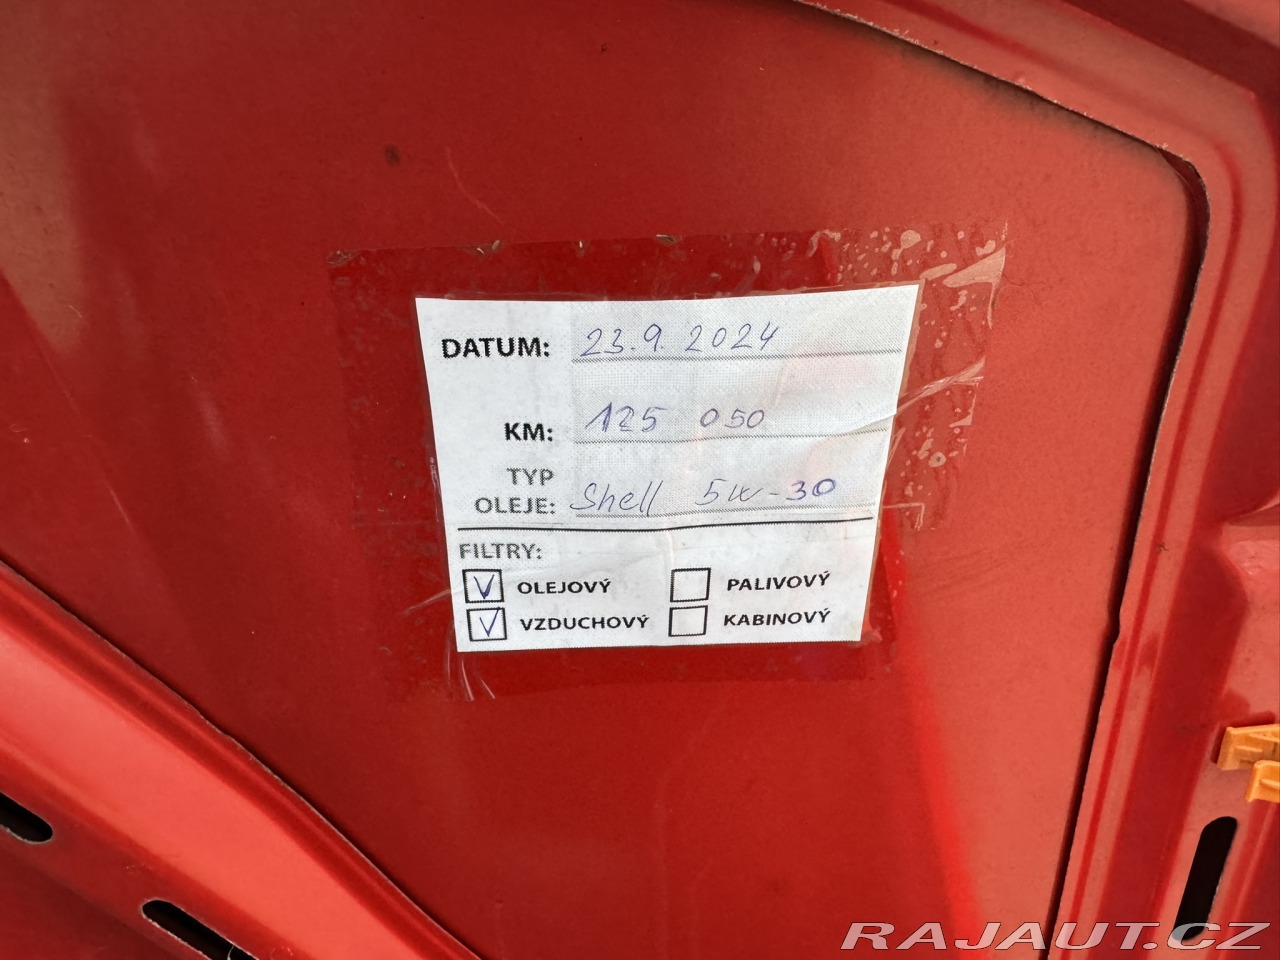 DATUM: 23.9.2024
KM: 125 050
TYP
OLEJE: Shell 5W-30
FILTRY:
OLEJOVÝ PALIVOVÝ
VZDUCHOVÝ KABINOVÝ
RAJAUT.CZ